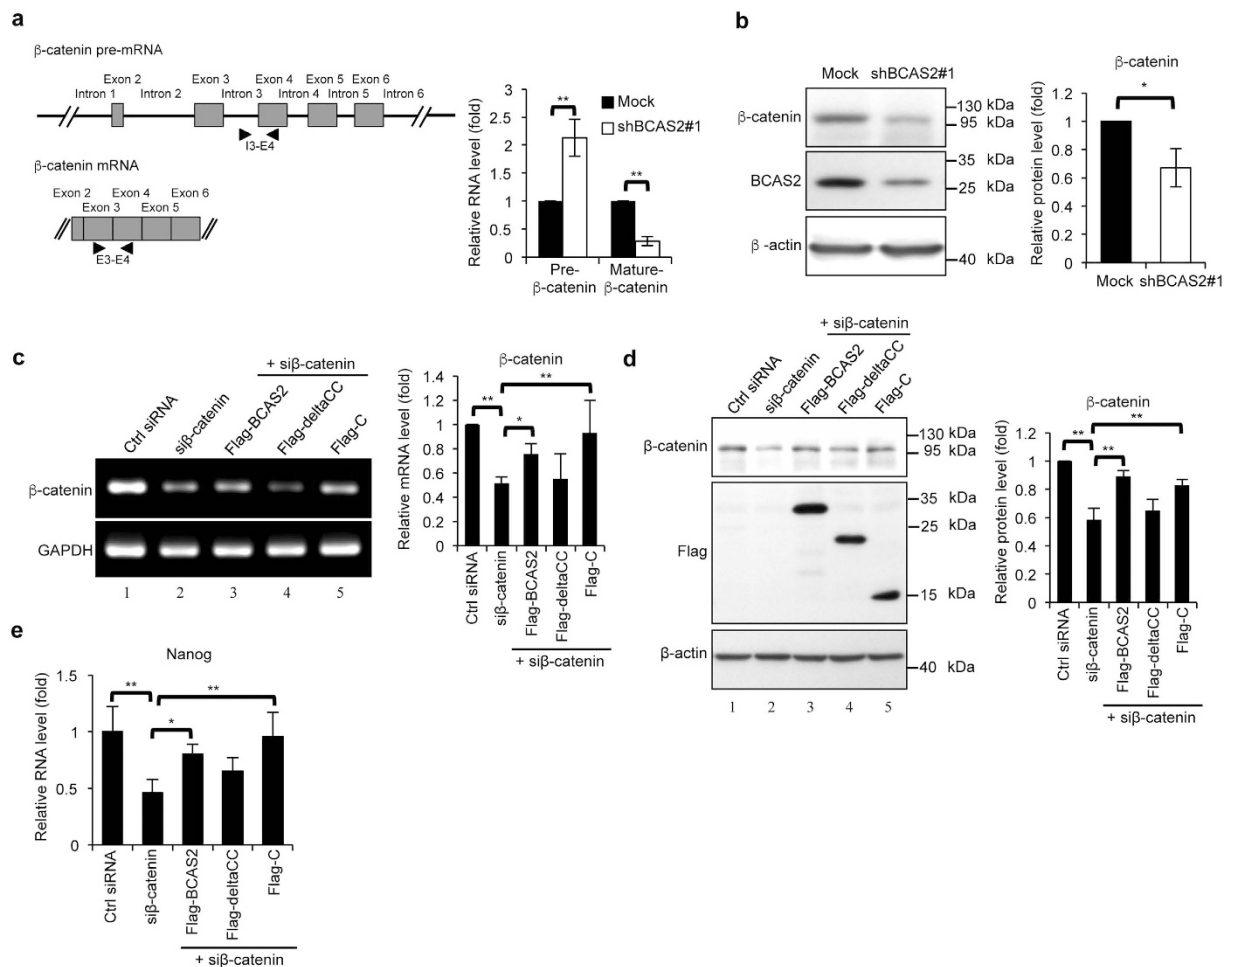 a
β-catenin pre-mRNA
Exon 2 Exon 3 Exon 4 Exon 5 Exon 6
Intron 1 Intron 2 Intron 3 Intron 4 Intron 5 Intron 6
I3-E4
β-catenin mRNA
Exon 2 Exon 4 Exon 6
Exon 3 Exon 5
E3-E4
Relative RNA level (fold)
3
2.5
2
1.5
1
0.5
0
**
**
Mock
shBCAS2#1
Pre- Mature-
β-catenin β-catenin
b
Mock shBCAS2#1
β-catenin
130 kDa
95 kDa
BCAS2
35 kDa
25 kDa
β -actin
40 kDa
β-catenin
Relative protein level (fold)
1.2
1
0.8
0.6
0.4
0.2
0
*
Mock shBCAS2#1
c
+ siβ-catenin
Ctrl siRNA
siβ-catenin
Flag-BCAS2
Flag-deltaCC
Flag-C
β-catenin
GAPDH
1 2 3 4 5
β-catenin
Relative mRNA level (fold)
1.4
1.2
1
0.8
0.6
0.4
0.2
0
**
**
*
Ctrl siRNA
siβ-catenin
Flag-BCAS2
Flag-deltaCC
Flag-C
+ siβ-catenin
d
+ siβ-catenin
Ctrl siRNA
siβ-catenin
Flag-BCAS2
Flag-deltaCC
Flag-C
β-catenin
130 kDa
95 kDa
Flag
35 kDa
25 kDa
15 kDa
β-actin
40 kDa
1 2 3 4 5
β-catenin
Relative protein level (fold)
1.2
1
0.8
0.6
0.4
0.2
0
**
**
**
Ctrl siRNA
siβ-catenin
Flag-BCAS2
Flag-deltaCC
Flag-C
+ siβ-catenin
e
Nanog
Relative RNA level (fold)
1.5
1
0.5
0
**
**
*
Ctrl siRNA
siβ-catenin
Flag-BCAS2
Flag-deltaCC
Flag-C
+ siβ-catenin